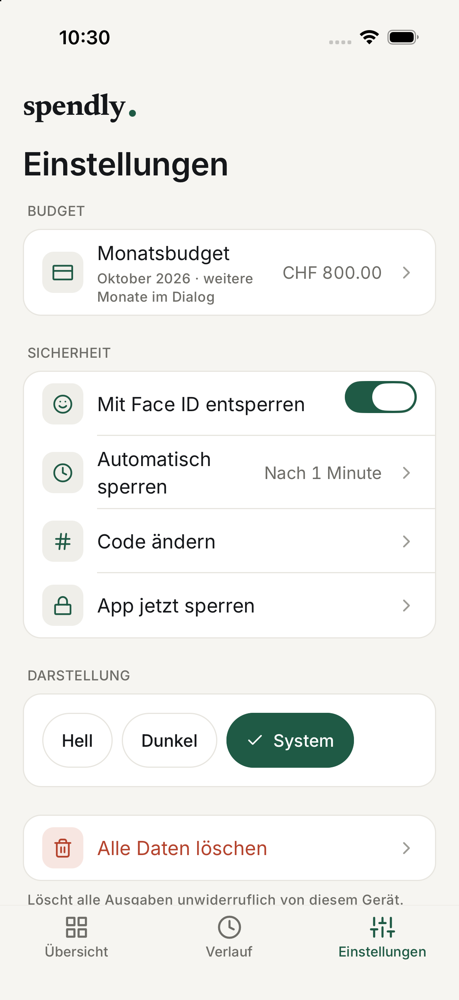 10:30
spendly.
Einstellungen
BUDGET
Monatsbudget
Oktober 2026 · weitere
Monate im Dialog
CHF 800.00
SICHERHEIT
Mit Face ID entsperren
Automatisch
sperren
Nach 1 Minute
Code ändern
App jetzt sperren
DARSTELLUNG
Hell
Dunkel
System
Alle Daten löschen
Löscht alle Ausgaben unwiderruflich von diesem Gerät.
Übersicht
Verlauf
Einstellungen